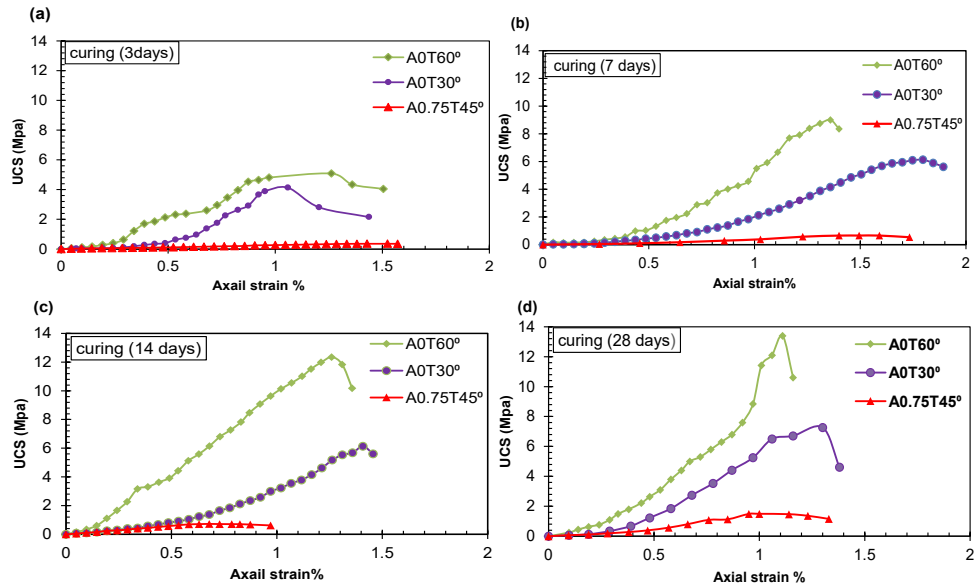 (a)
curing (3days)
A0T60º
A0T30º
A0.75T45º
14
12
10
8
6
4
2
0
UCS (Mpa)
0
0.5
1
1.5
2
Axail strain %
(b)
curing (7 days)
A0T60º
A0T30º
A0.75T45º
14
12
10
8
6
4
2
0
UCS (Mpa)
0
0.5
1
1.5
2
Axial strain%
(c)
curing (14 days)
A0T60º
A0T30º
A0.75T45º
14
12
10
8
6
4
2
0
UCS (Mpa)
0
0.5
1
1.5
2
Axail strain%
(d)
curing (28 days)
A0T60º
A0T30º
A0.75T45º
14
12
10
8
6
4
2
0
UCS (Mpa)
0
0.5
1
1.5
2
Axial strain%